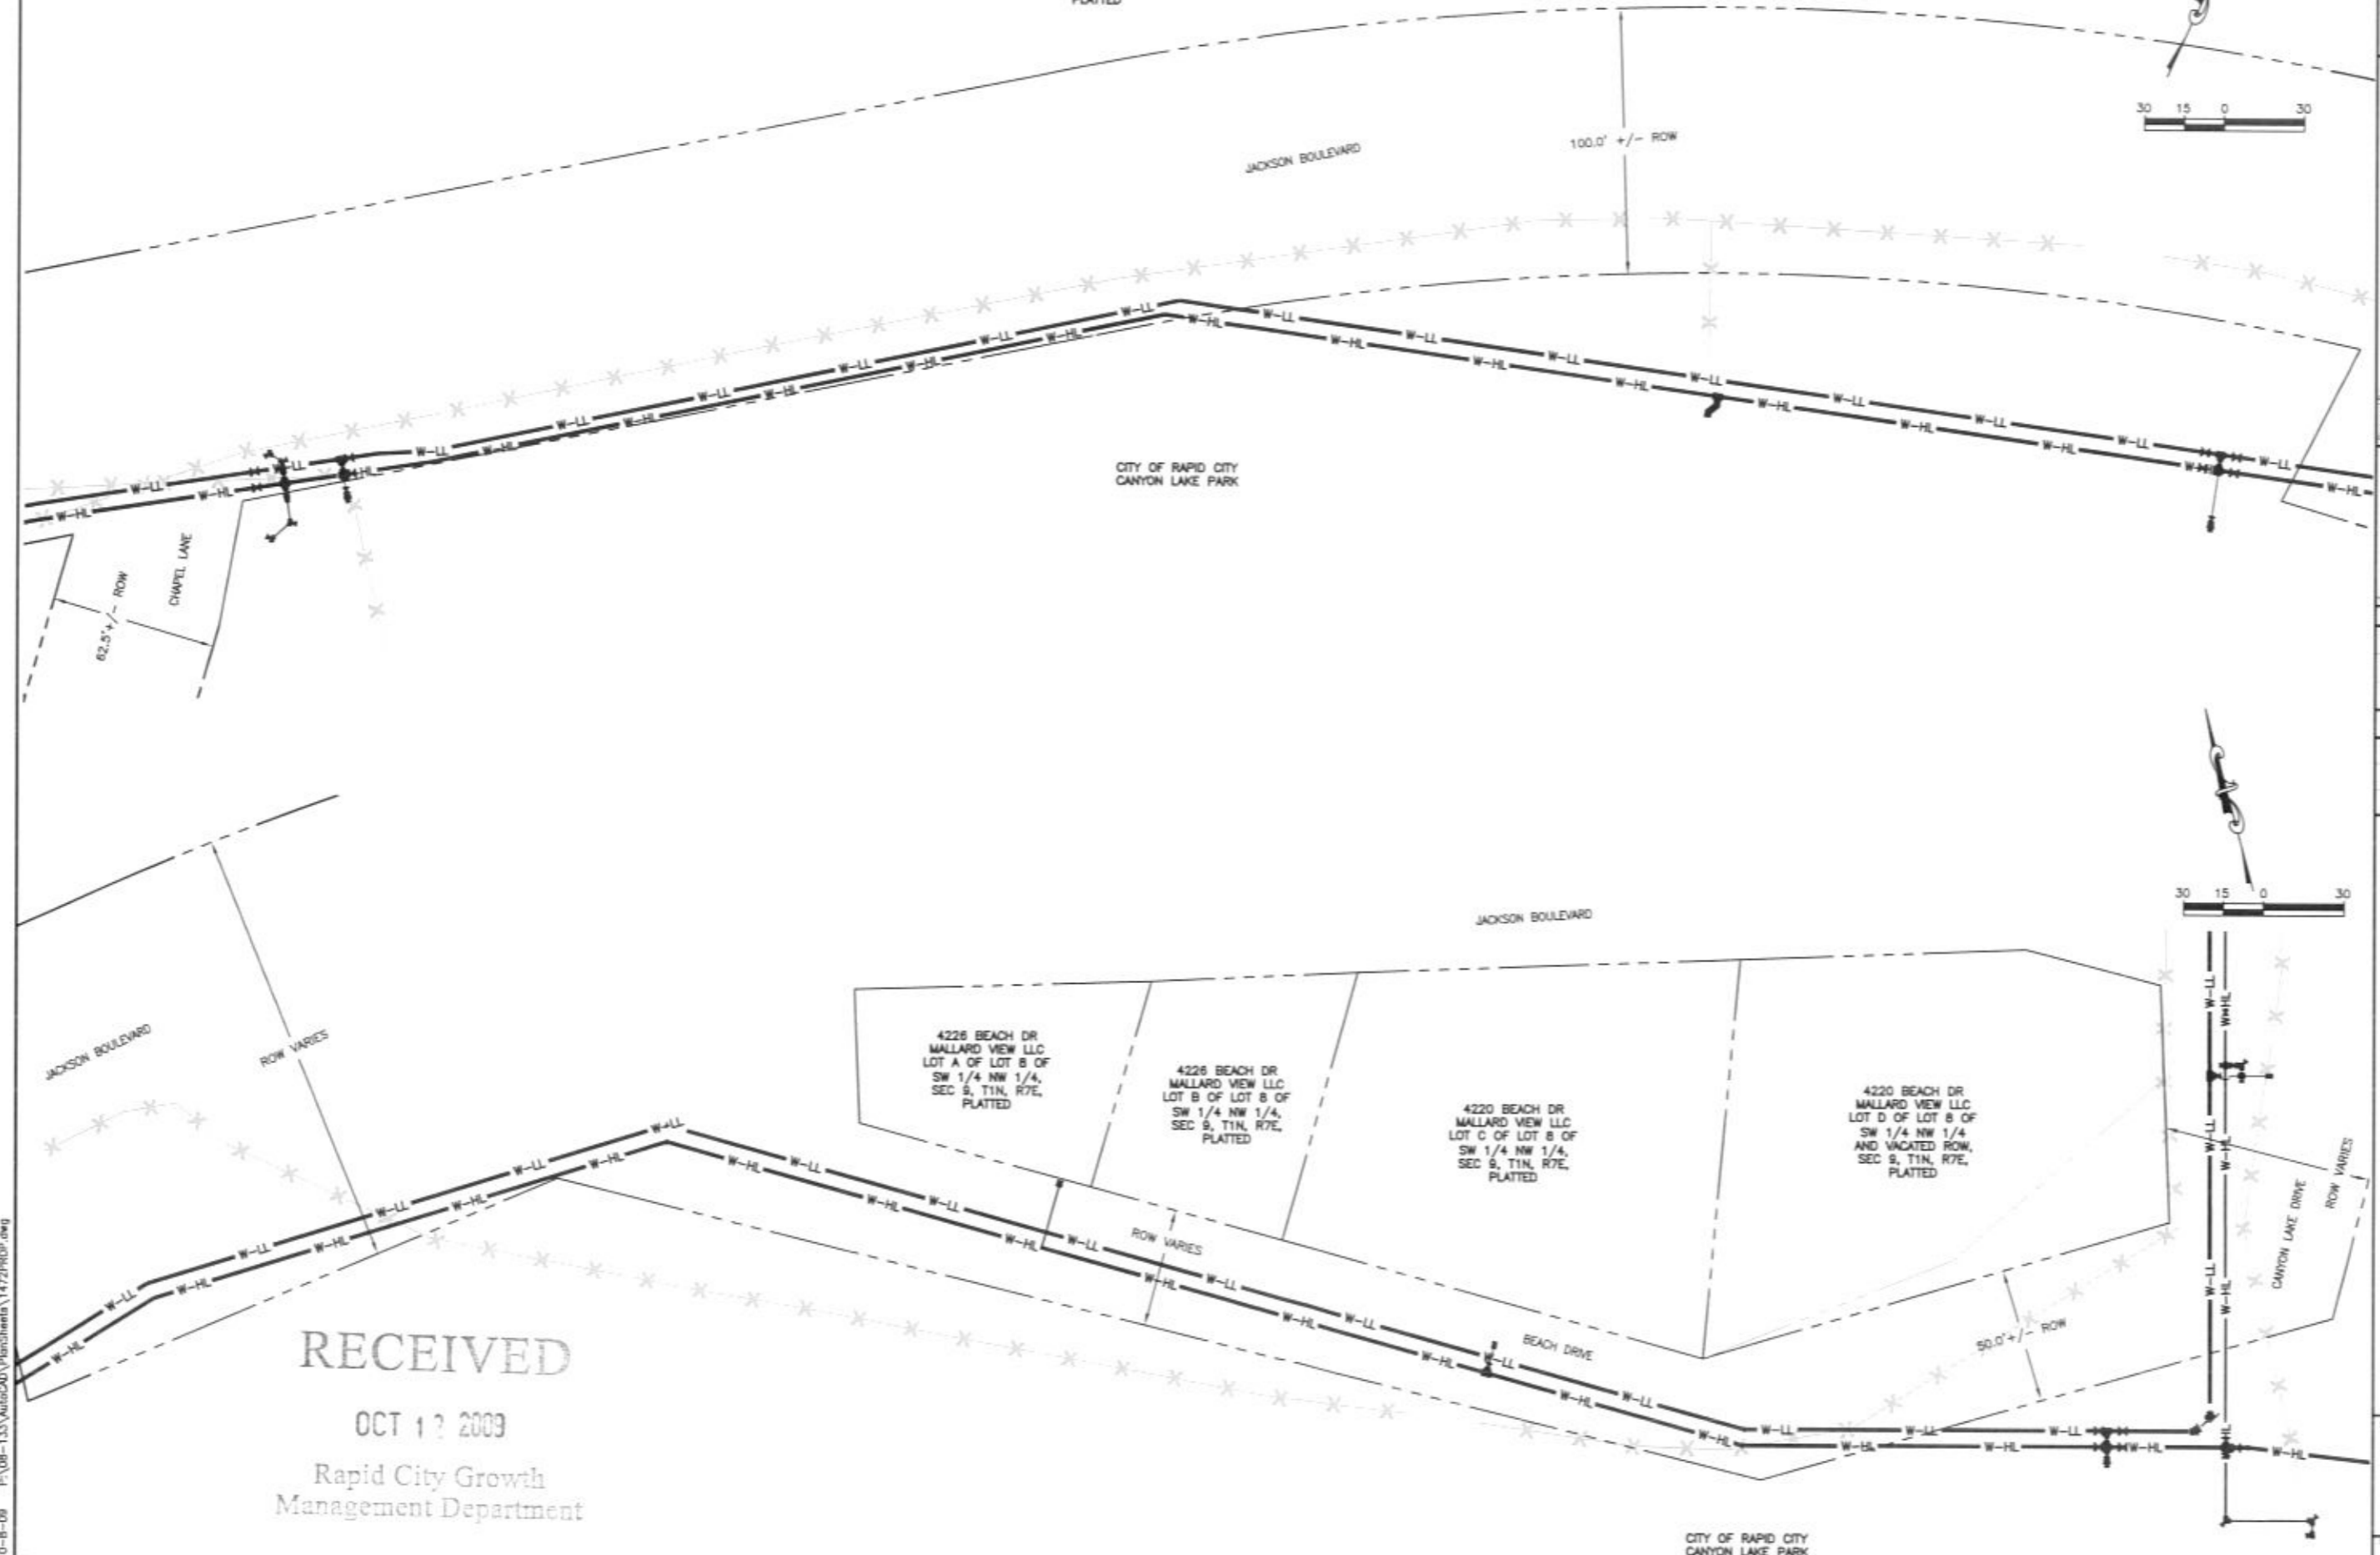 PLATTED
30 15 0 30
JACKSON BOULEVARD
100.0' +/- ROW
W-LL
W-HL
CITY OF RAPID CITY
CANYON LAKE PARK
CHAPEL LANE
62.5'+/- ROW
30 15 0 30
JACKSON BOULEVARD
JACKSON BOULEVARD
ROW VARIES
4226 BEACH DR
MALLARD VIEW LLC
LOT A OF LOT 8 OF
SW 1/4 NW 1/4,
SEC 9, T1N, R7E,
PLATTED
4226 BEACH DR
MALLARD VIEW LLC
LOT B OF LOT 8 OF
SW 1/4 NW 1/4,
SEC 9, T1N, R7E,
PLATTED
4220 BEACH DR
MALLARD VIEW LLC
LOT C OF LOT 8 OF
SW 1/4 NW 1/4,
SEC 9, T1N, R7E,
PLATTED
4220 BEACH DR
MALLARD VIEW LLC
LOT D OF LOT 8 OF
SW 1/4 NW 1/4
AND VACATED ROW,
SEC 9, T1N, R7E,
PLATTED
ROW VARIES
CANYON LAKE DRIVE
ROW VARIES
BEACH DRIVE
50.0'+/- ROW
RECEIVED
OCT 2009
Rapid City Growth
Management Department
CITY OF RAPID CITY
CANYON LAKE PARK